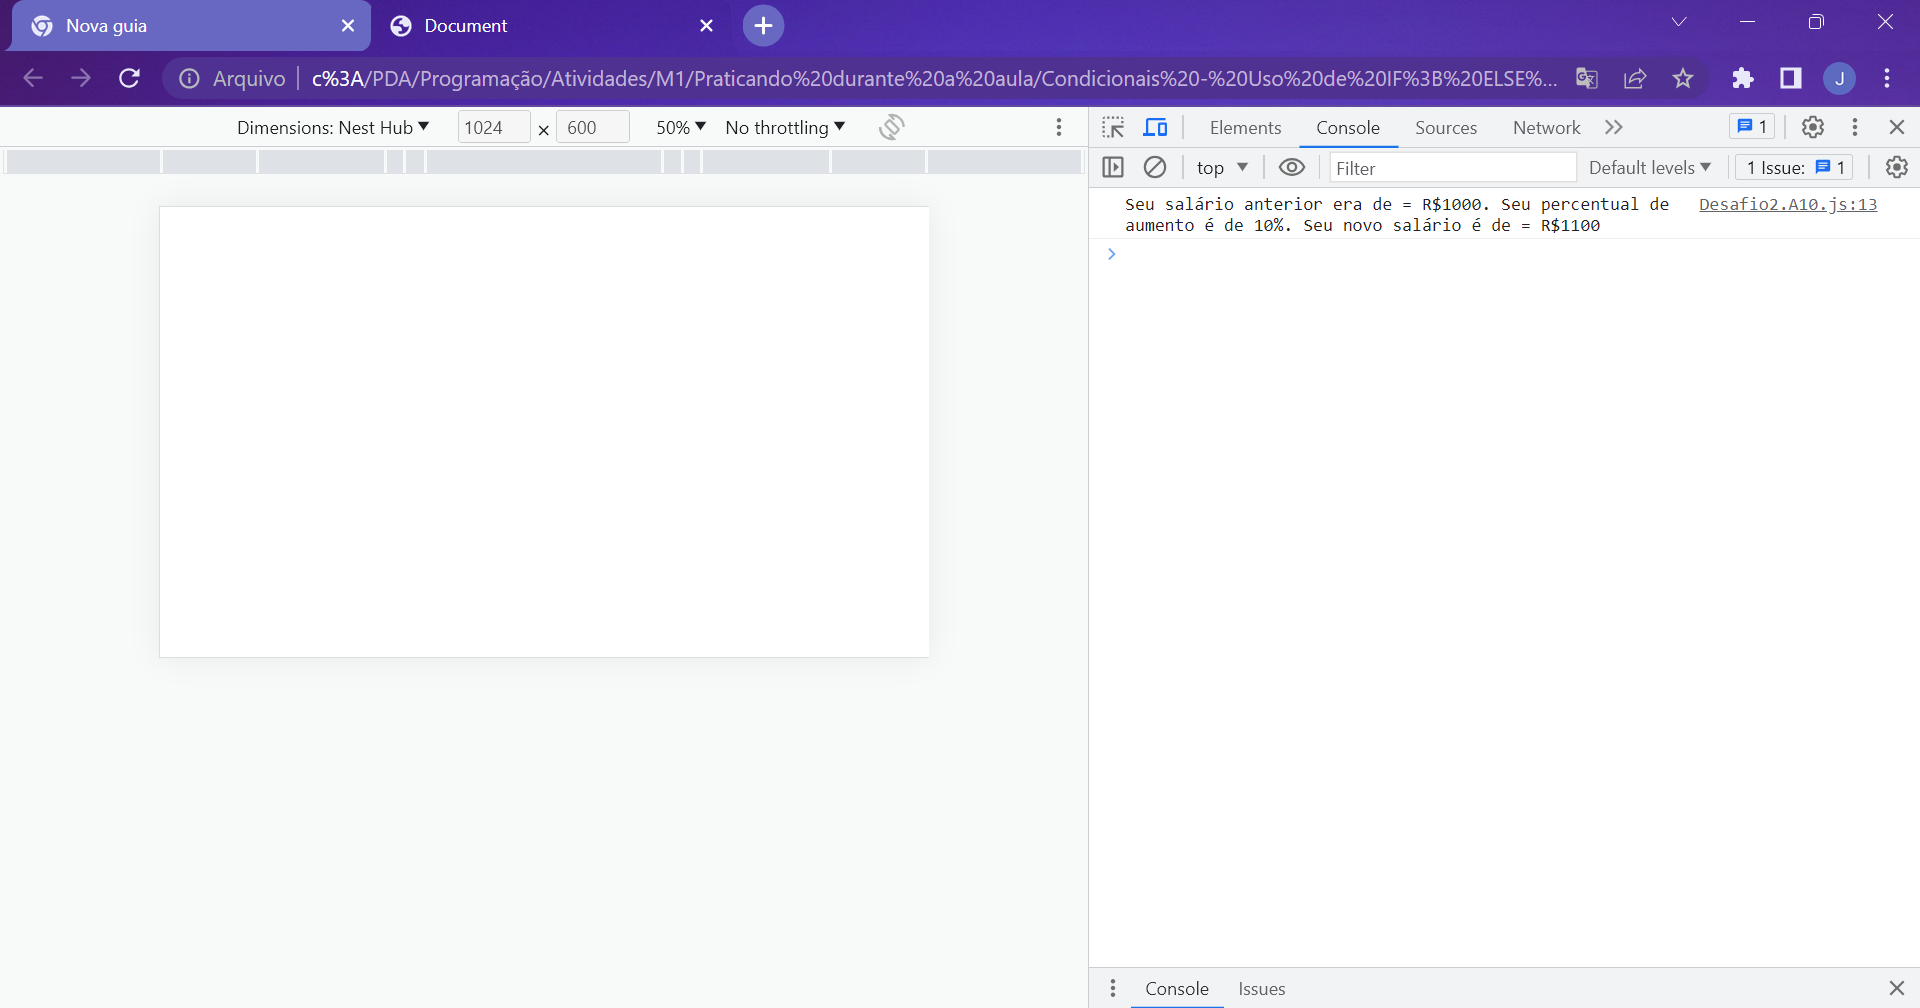 Nova guia
Document
Arquivo c%3A/PDA/Programação/Atividades/M1/Praticando%20durante%20a%20aula/Condicionais%20-%20Uso%20de%20IF%3B%20ELSE%...
J
Dimensions: Nest Hub 1024 × 600 50% No throttling
Elements Console Sources Network 1
top Filter Default levels 1 Issue: 1
Seu salário anterior era de = R$1000. Seu percentual de Desafio2.A10.js:13
aumento é de 10%. Seu novo salário é de = R$1100
Console Issues